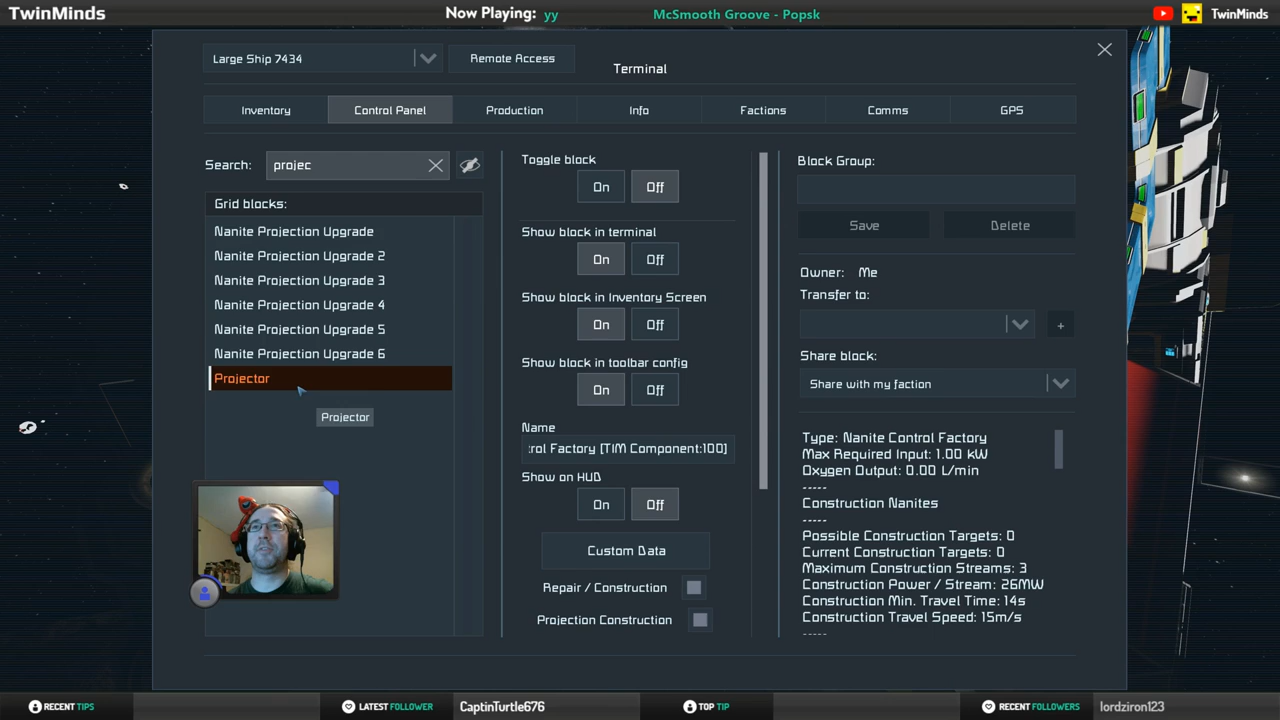 TwinMinds
Now Playing: yy
McSmooth Groove - Popsk
TwinMinds
Large Ship 7434
Remote Access
Terminal
Inventory
Control Panel
Production
Info
Factions
Comms
GPS
Search:
projec
Grid blocks:
Nanite Projection Upgrade
Nanite Projection Upgrade 2
Nanite Projection Upgrade 3
Nanite Projection Upgrade 4
Nanite Projection Upgrade 5
Nanite Projection Upgrade 6
Projector
Projector
Toggle block
On Off
Show block in terminal
On Off
Show block in Inventory Screen
On Off
Show block in toolbar config
On Off
Name
trol Factory [TIM Component:100]
Show on HUD
On Off
Custom Data
Repair / Construction
Projection Construction
Block Group:
Save
Delete
Owner: Me
Transfer to:
+
Share block:
Share with my faction
Type: Nanite Control Factory
Max Required Input: 1.00 kW
Oxygen Output: 0.00 L/min
-----
Construction Nanites
-----
Possible Construction Targets: 0
Current Construction Targets: 0
Maximum Construction Streams: 3
Construction Power / Stream: 26MW
Construction Min. Travel Time: 14s
Construction Travel Speed: 15m/s
-----
RECENT TIPS
LATEST FOLLOWER
CaptinTurtle676
TOP TIP
RECENT FOLLOWERS
lordziron123